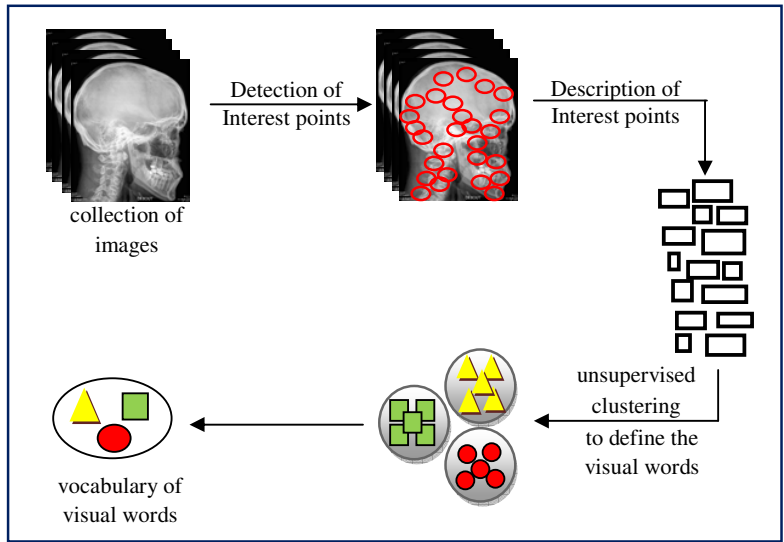 Detection of
Interest points
Description of
Interest points
collection of
images
unsupervised
clustering
to define the
visual words
vocabulary of
visual words